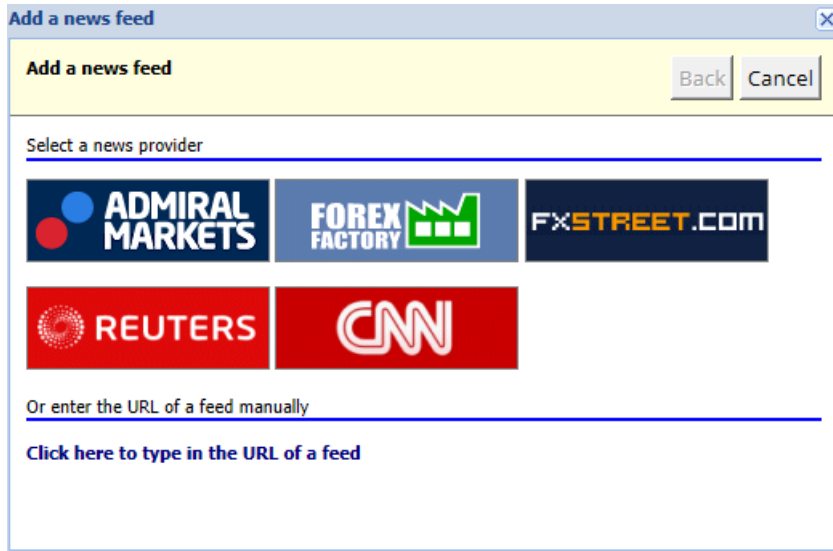 Add a news feed
Add a news feed
Back Cancel
Select a news provider
ADMIRAL
MARKETS
FOREX
FACTORY
FXSTREET.COM
REUTERS
CNN
Or enter the URL of a feed manually
Click here to type in the URL of a feed